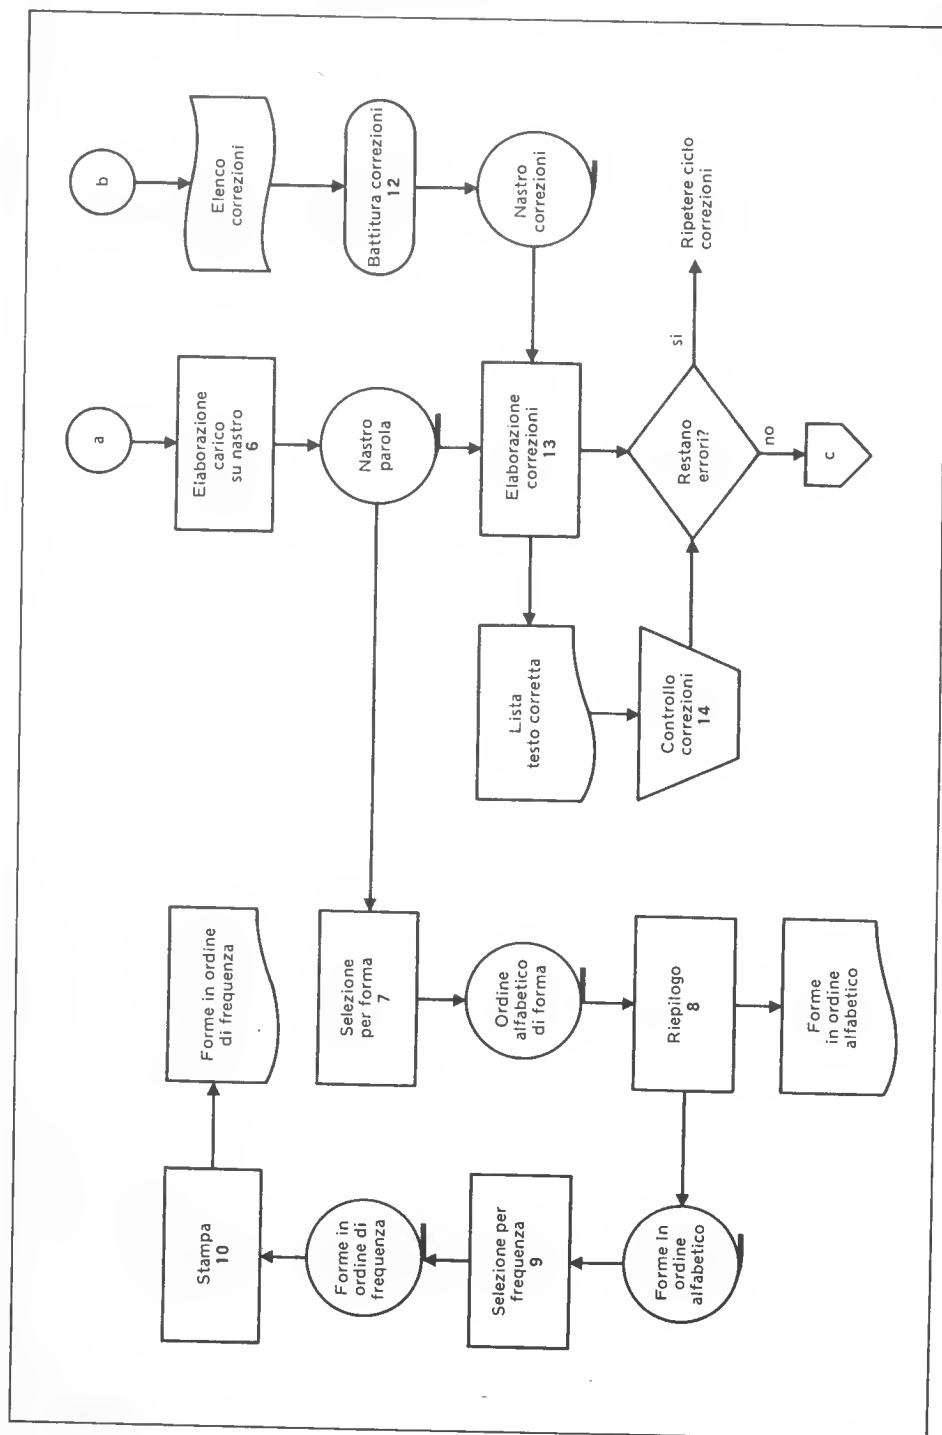 Stampa
10
Forme in
ordine di
frequenza
Selezione per
frequenza
9
Forme In
ordine
alfabetico
Forme in ordine
di frequenza
Selezione
per forma
7
Ordine
alfabetico
di forma
Riepilogo
8
Forme
in ordine
alfabetico
a
Elaborazione
carico
su nastro
6
Nastro
parola
Elaborazione
correzioni
13
Lista
testo corretta
Controllo
correzioni
14
Restano
errori?
si
Ripetere ciclo
correzioni
no
c
b
Elenco
correzioni
Battitura correzioni
12
Nastro
correzioni